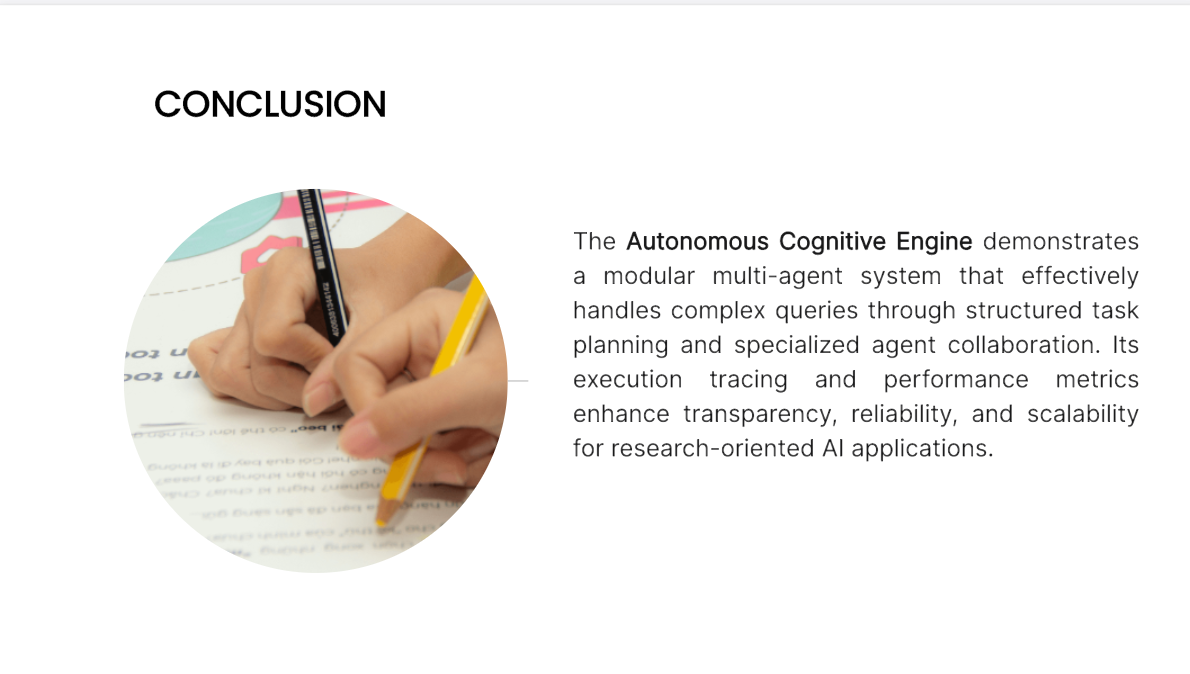 CONCLUSION
The Autonomous Cognitive Engine demonstrates
a modular multi-agent system that effectively
handles complex queries through structured task
planning and specialized agent collaboration. Its
execution tracing and performance metrics
enhance transparency, reliability, and scalability
for research-oriented AI applications.